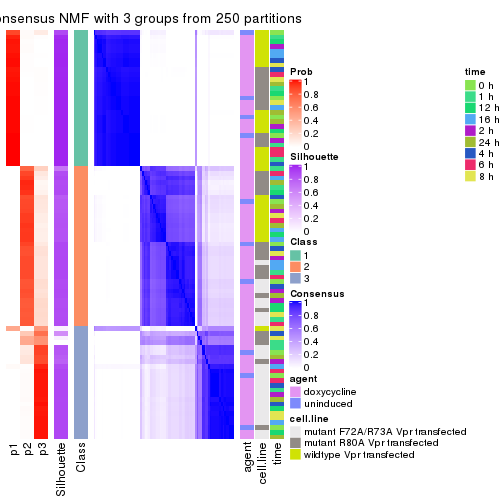 onsensus NMF with 3 groups from 250 partitions
Prob
1
0.8
0.6
0.4
0.2
0
Silhouette
1
0.8
0.6
0.4
0.2
0
Class
1
2
3
Consensus
1
0.8
0.6
0.4
0.2
0
agent
doxycycline
uninduced
cell.line
mutant F72A/R73A Vpr transfected
mutant R80A Vpr transfected
wildtype Vpr transfected
time
0 h
1 h
12 h
16 h
2 h
24 h
4 h
6 h
8 h
p1
p2
p3
Silhouette
Class
agent
cell.line
time